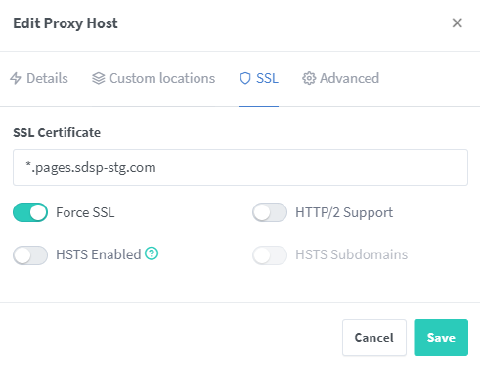 Edit Proxy Host
Details
Custom locations
SSL
Advanced
SSL Certificate
*.pages.sdsp-stg.com
Force SSL
HTTP/2 Support
HSTS Enabled
HSTS Subdomains
Cancel
Save